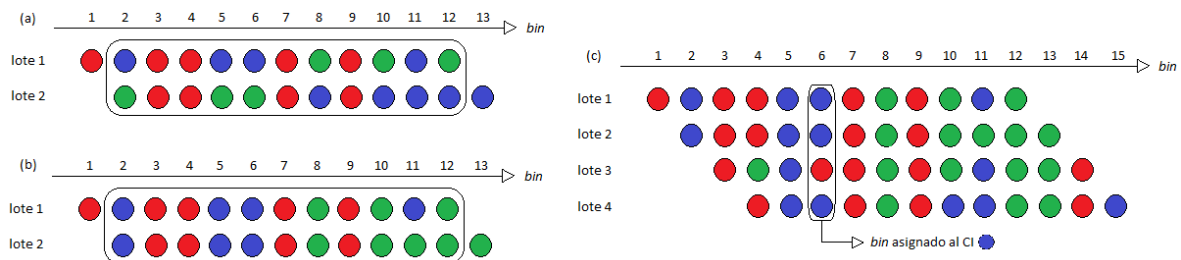 (a)
1 2 3 4 5 6 7 8 9 10 11 12 13
bin
lote 1
lote 2
(b)
1 2 3 4 5 6 7 8 9 10 11 12 13
bin
lote 1
lote 2
(c)
1 2 3 4 5 6 7 8 9 10 11 12 13 14 15
bin
lote 1
lote 2
lote 3
lote 4
bin asignado al CI